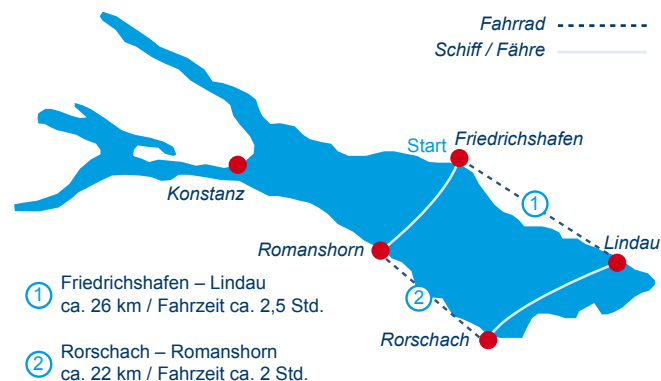 Fahrrad
Schiff / Fähre
Start
Friedrichshafen
Konstanz
1
Romanshorn
Lindau
2
Rorschach
1 Friedrichshafen – Lindau
ca. 26 km / Fahrzeit ca. 2,5 Std.
2 Rorschach – Romanshorn
ca. 22 km / Fahrzeit ca. 2 Std.